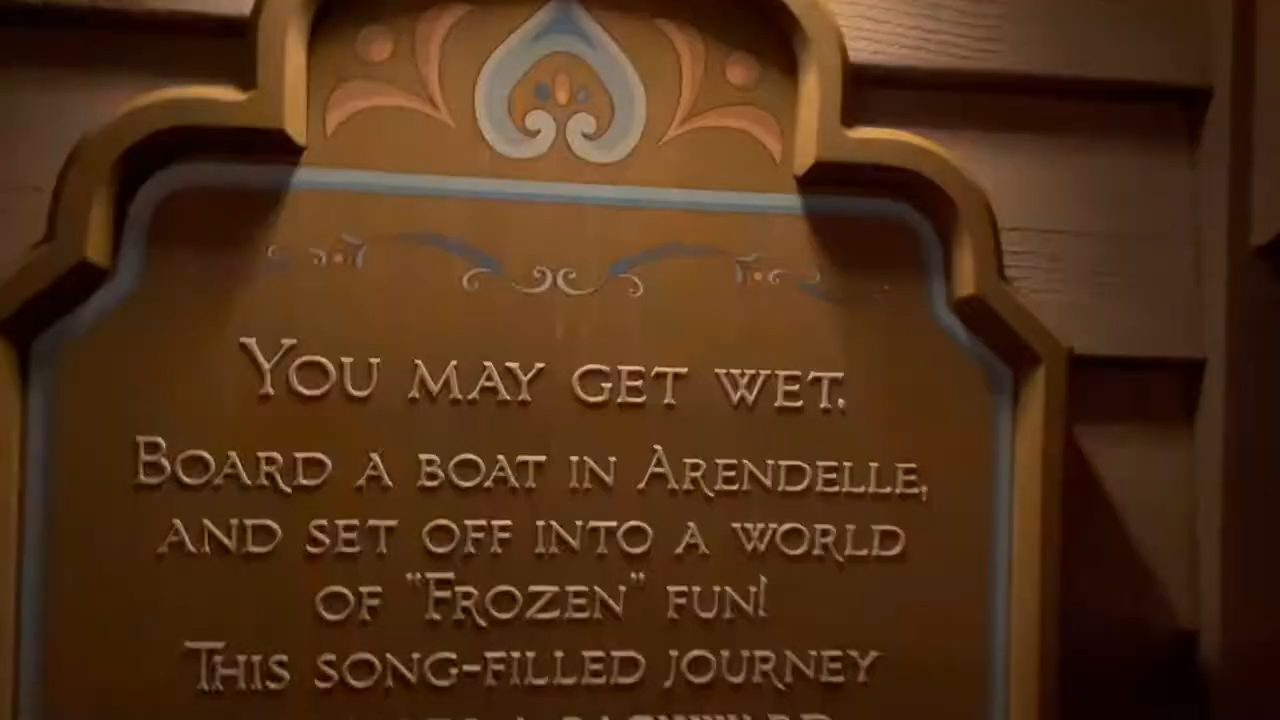 You may get wet.
Board a boat in Arendelle,
and set off into a world
of "Frozen" fun!
This song-filled journey